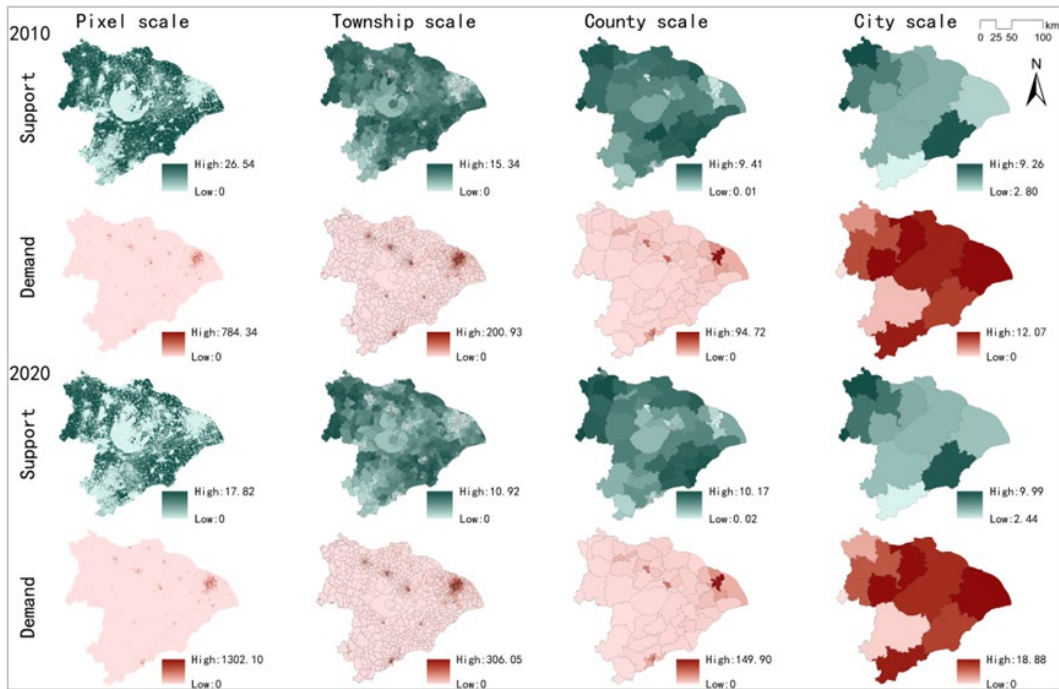 Pixel scale Township scale County scale City scale
0 25 50 100 km
N
2010
Support
High:26.54
Low:0
High:15.34
Low:0
High:9.41
Low:0.01
High:9.26
Low:2.80
Demand
High:784.34
Low:0
High:200.93
Low:0
High:94.72
Low:0
High:12.07
Low:0
2020
Support
High:17.82
Low:0
High:10.92
Low:0
High:10.17
Low:0.02
High:9.99
Low:2.44
Demand
High:1302.10
Low:0
High:306.05
Low:0
High:149.90
Low:0
High:18.88
Low:0